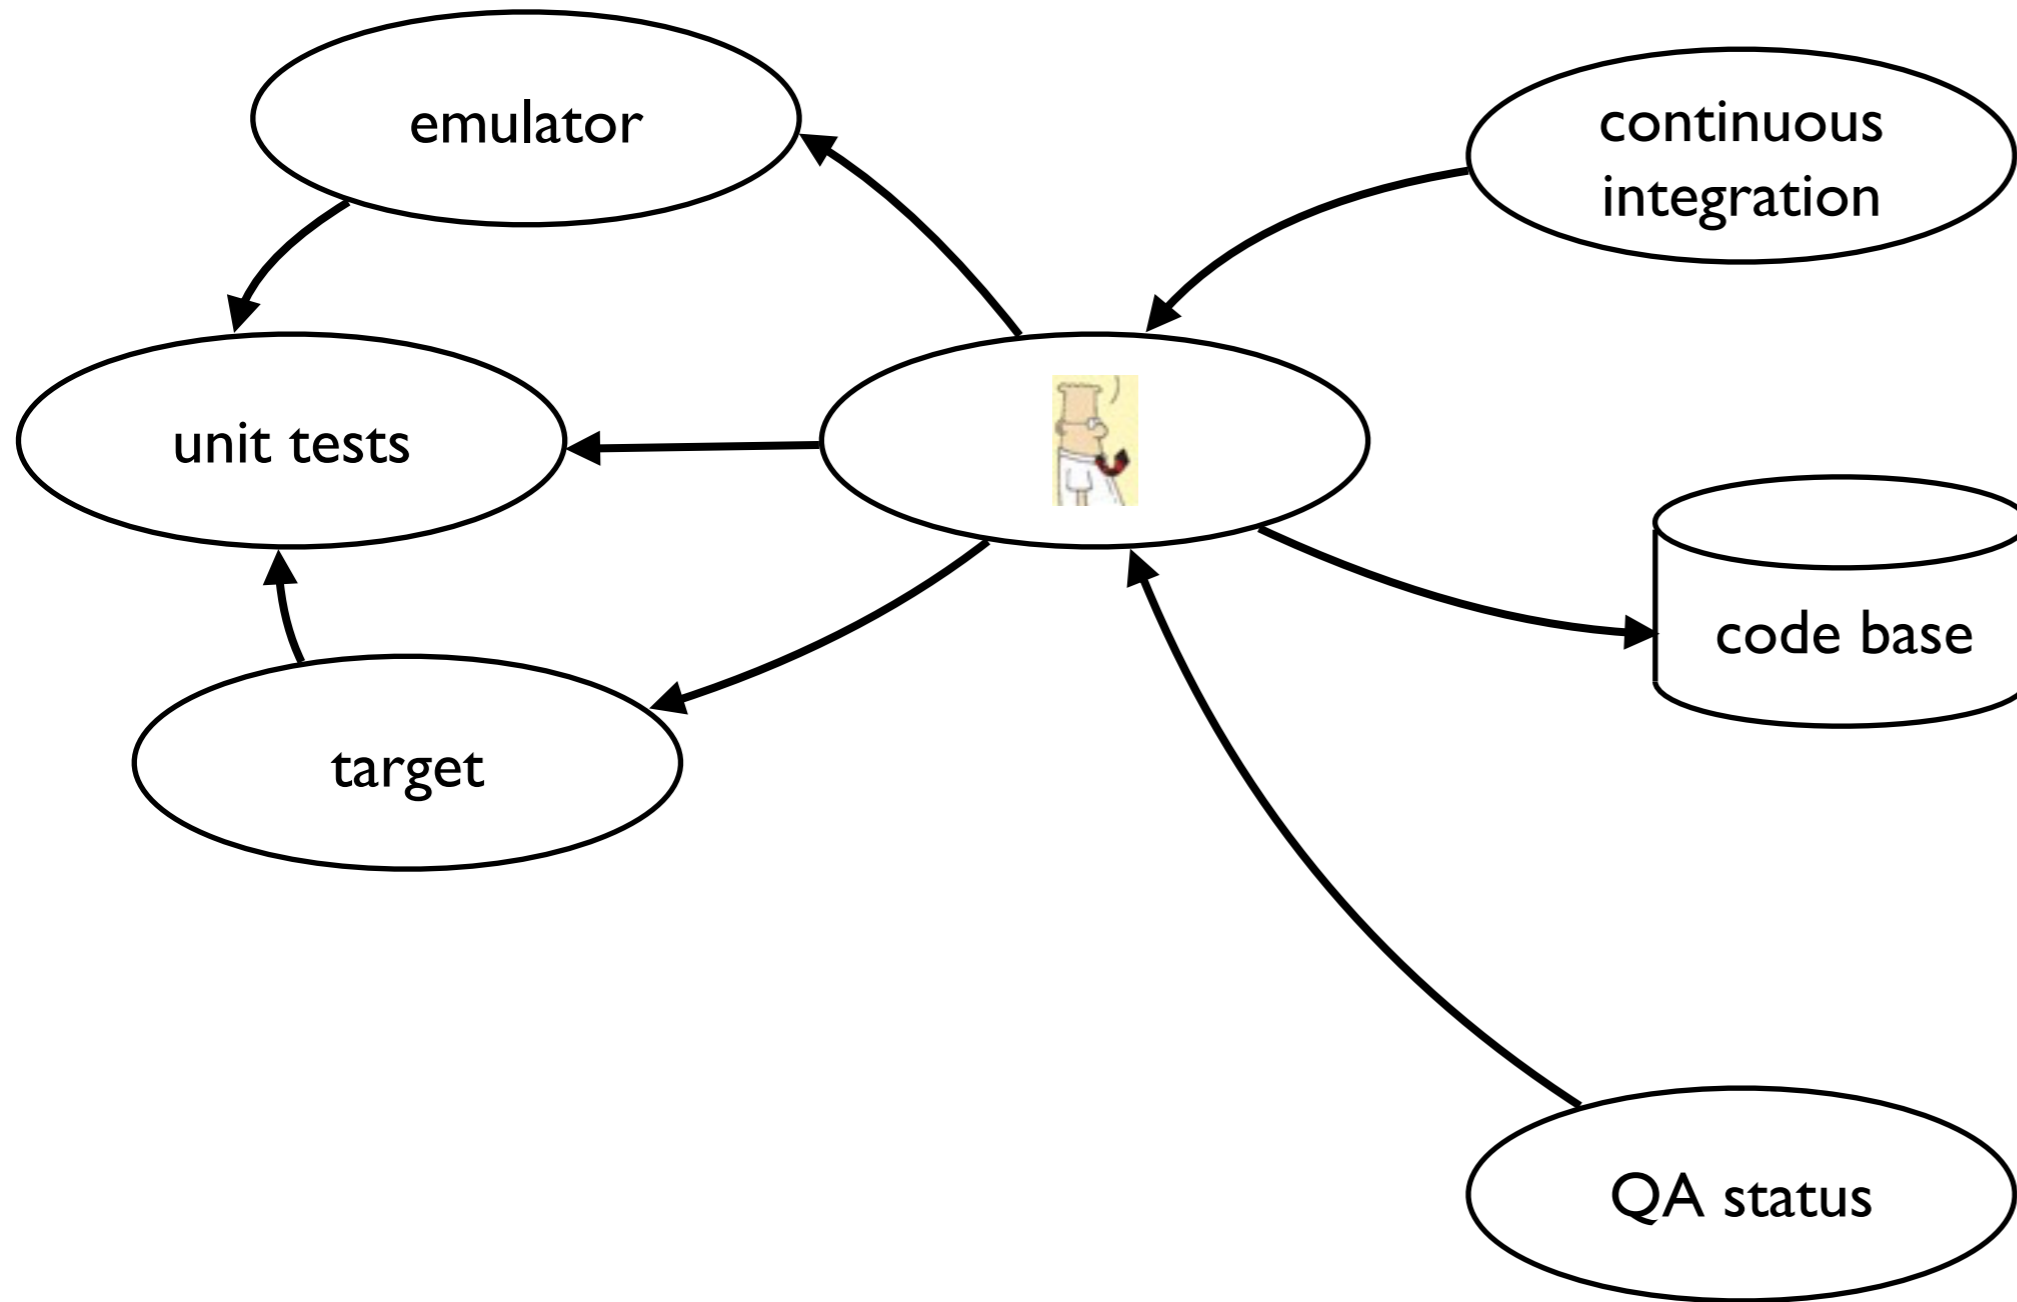 emulator
continuous
integration
unit tests
code base
target
QA status